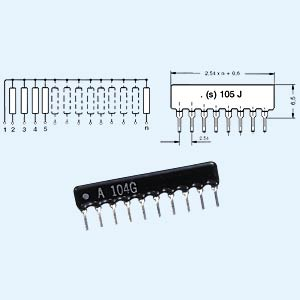 2.54 x n + 0,6
. (s) 105 J
6,5
2.54
1 2 3 4 5 n
A 104G